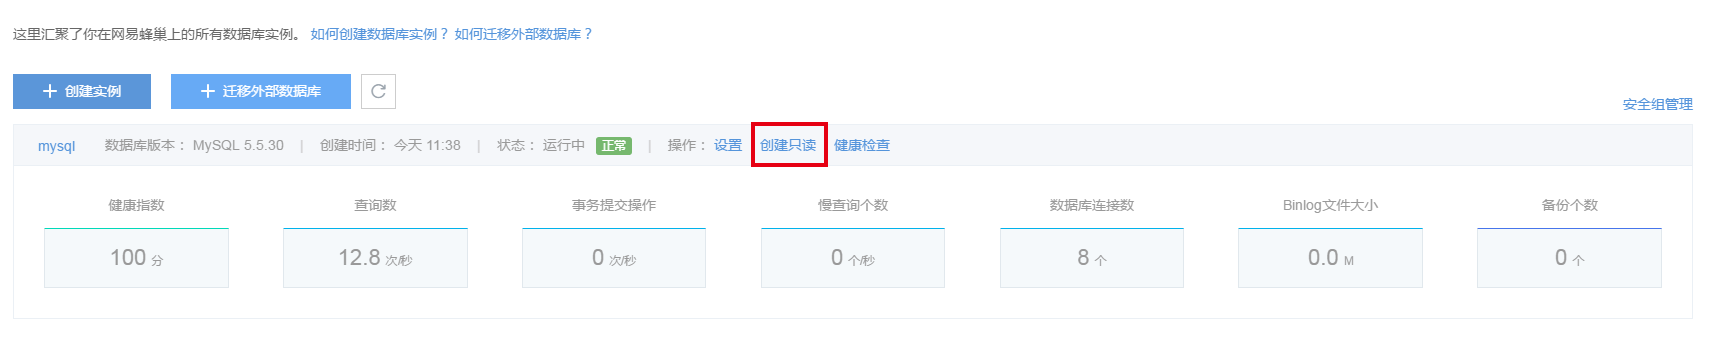 这里汇聚了你在网易蜂巢上的所有数据库实例。 如何创建数据库实例？ 如何迁移外部数据库？
创建实例 迁移外部数据库
安全组管理
mysql 数据库版本： MySQL 5.5.30 | 创建时间： 今天 11:38 | 状态： 运行中 正常 | 操作： 设置 创建只读 健康检查
健康指数 查询数 事务提交操作 慢查询个数 数据库连接数 Binlog文件大小 备份个数
100 分 12.8 次/秒 0 次/秒 0 个/秒 8 个 0.0 M 0 个